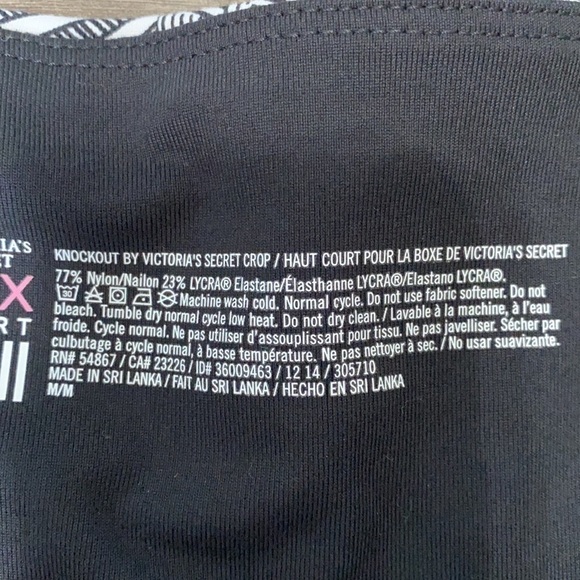 IA'S
ET
X
RT
KNOCKOUT BY VICTORIA'S SECRET CROP / HAUT COURT POUR LA BOXE DE VICTORIA'S SECRET
77% Nylon/Nailon 23% LYCRA® Elastane/Élasthanne LYCRA®/Elastano LYCRA®.
30 Machine wash cold. Normal cycle. Do not use fabric softener. Do not
bleach. Tumble dry normal cycle low heat. Do not dry clean. / Lavable à la machine, à l'eau
froide. Cycle normal. Ne pas utiliser d'assouplissant pour tissu. Ne pas javelliser. Sécher par
culbutage à cycle normal, à basse température. Ne pas nettoyer à sec. / No usar suavizante.
RN# 54867 / CA# 23226 / ID# 36009463 / 12 14 / 305710
MADE IN SRI LANKA / FAIT AU SRI LANKA / HECHO EN SRI LANKA
M/M